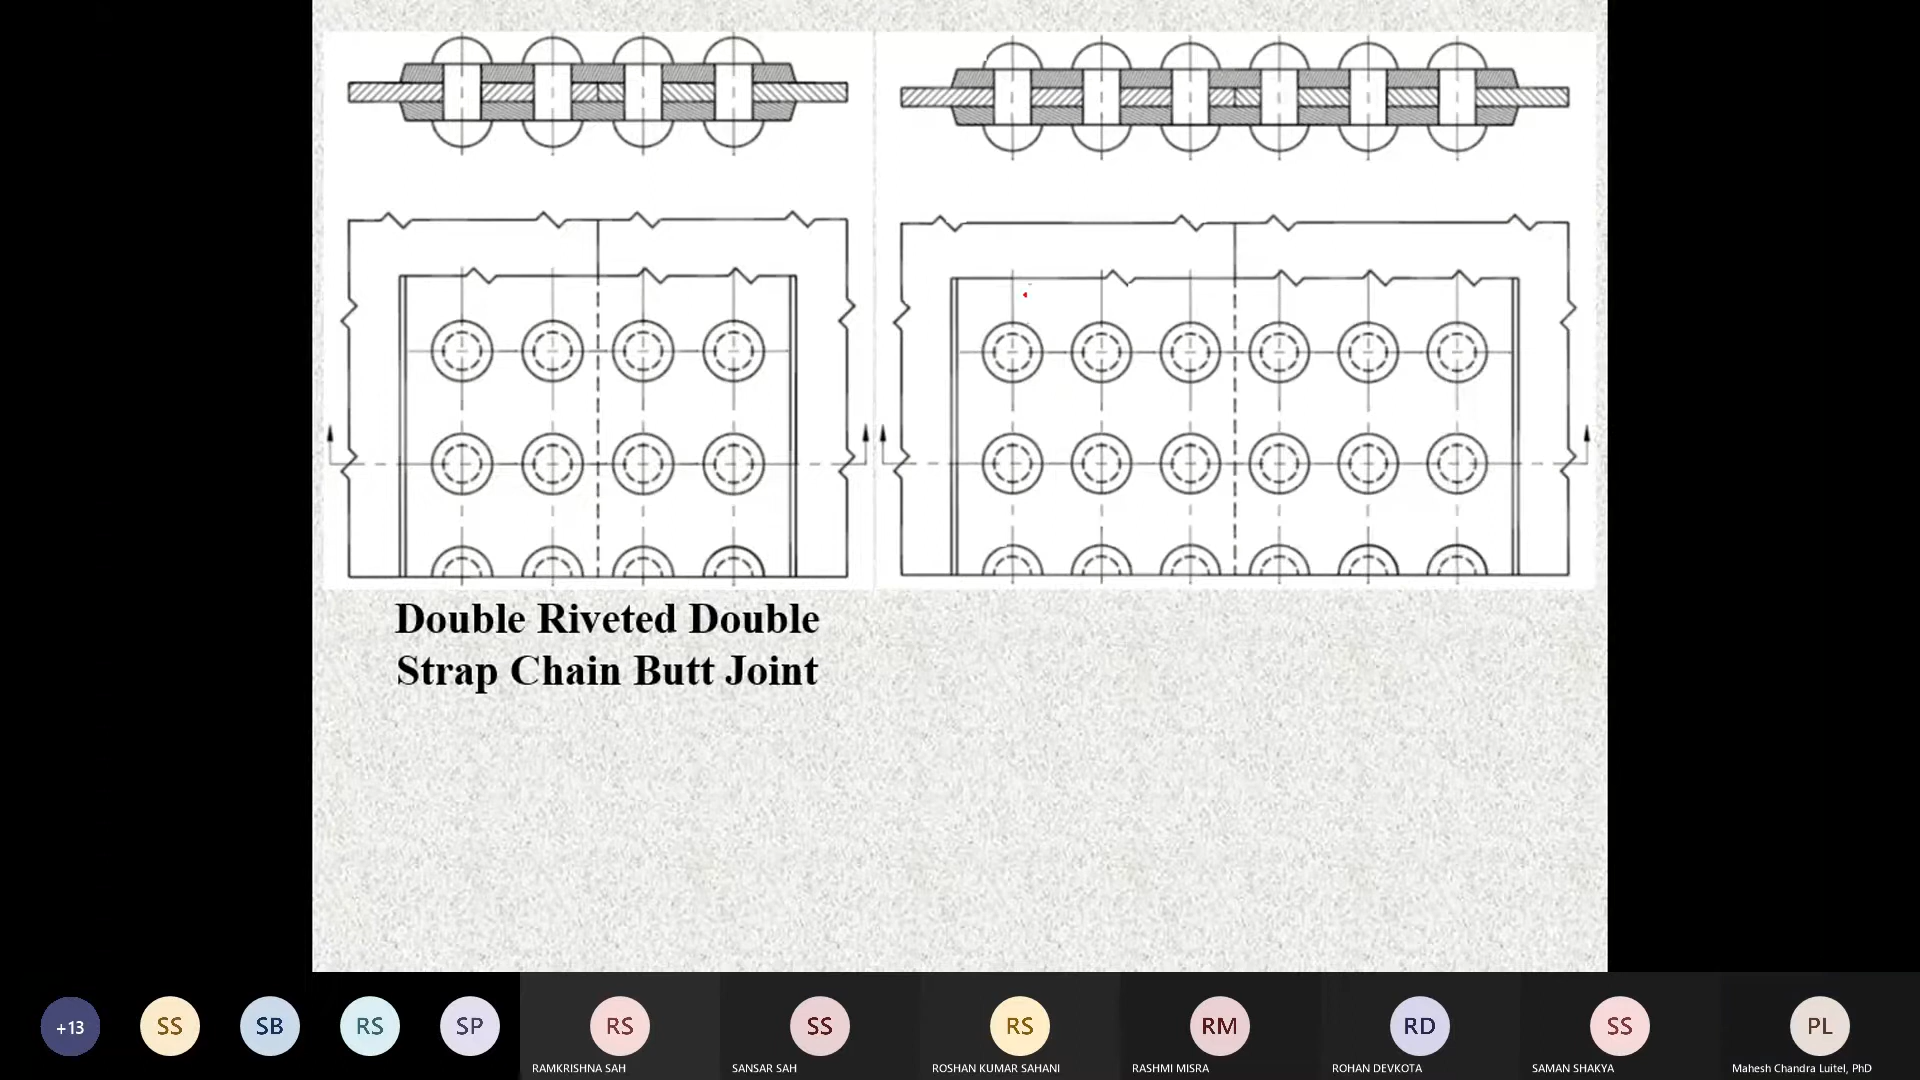 Double Riveted Double
Strap Chain Butt Joint
+13
SS
SB
RS
SP
RS
SS
RS
RM
RD
SS
PL
RAMKRISHNA SAH
SANSAR SAH
ROSHAN KUMAR SAHANI
RASHMI MISRA
ROHAN DEVKOTA
SAMAN SHAKYA
Mahesh Chandra Luitel, PhD